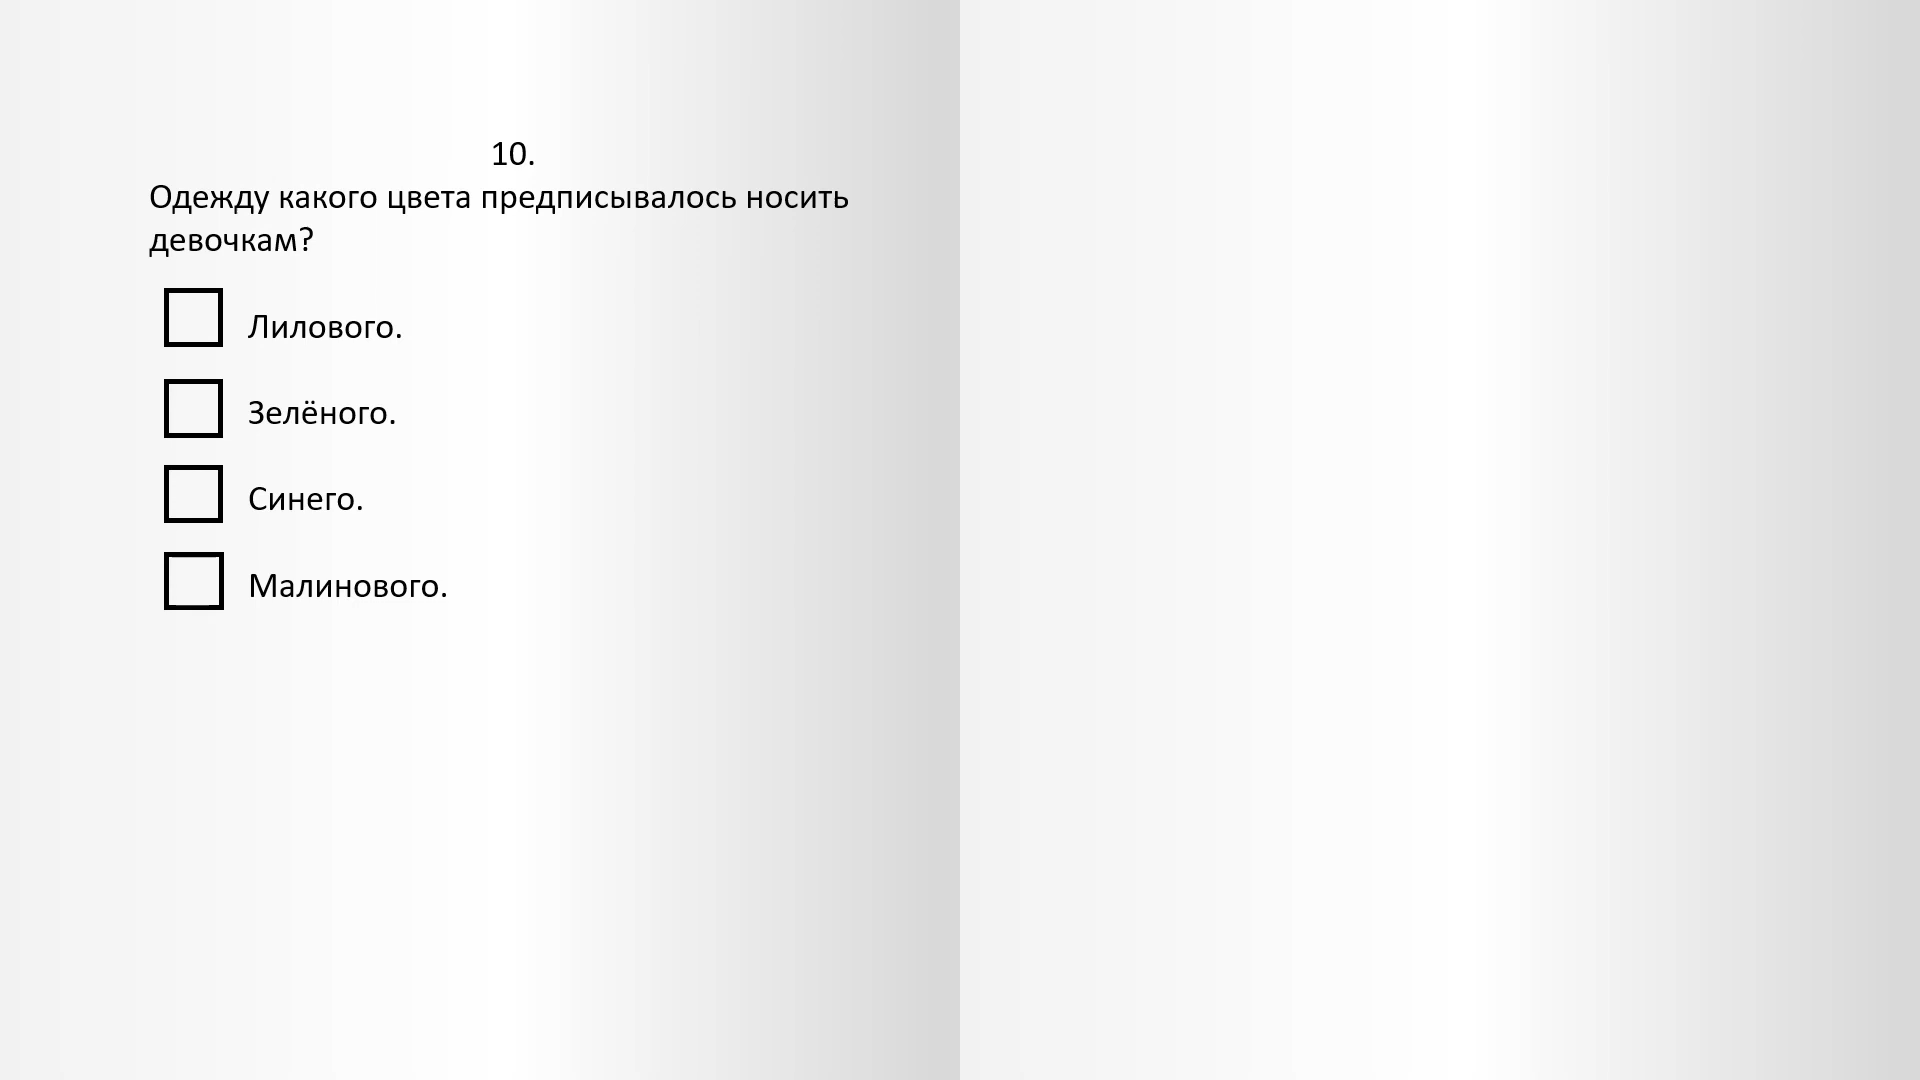 10.
Одежду какого цвета предписывалось носить
девочкам?
Лилового.
Зелёного.
Синего.
Малинового.